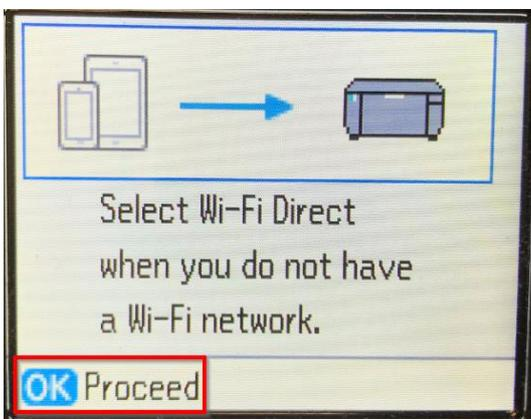 Select Wi-Fi Direct
when you do not have
a Wi-Fi network.
OK Proceed